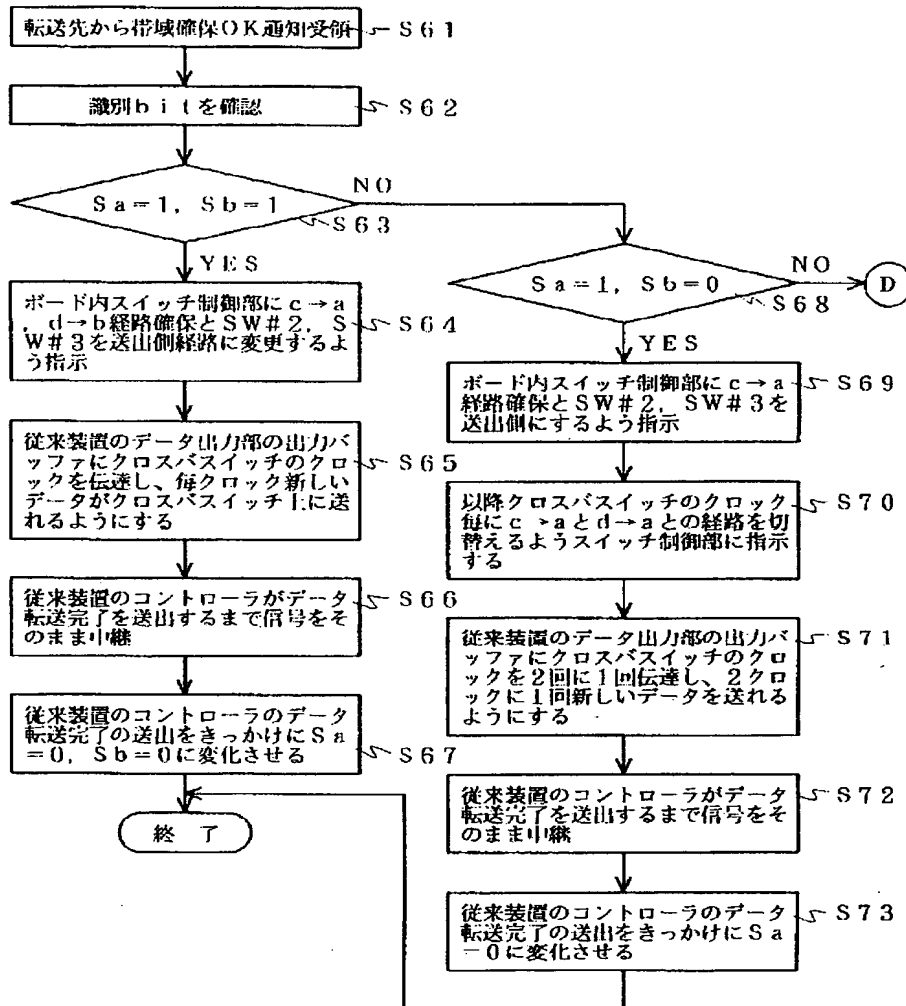 転送先から帯域確保OK通知受領
S61
識別bitを確認
S62
Sa=1, Sb=1
S63
NO
YES
ボード内スイッチ制御部にc→a
, d→b経路確保とSW#2, S
W#3を送出側経路に変更するよ
う指示
S64
従来装置のデータ出力部の出力バ
ッファにクロスバスイッチのクロ
ックを伝達し、毎クロック新しい
データがクロスバスイッチ上に送
れるようにする
S65
従来装置のコントローラがデータ
転送完了を送出するまで信号をそ
のまま中継
S66
従来装置のコントローラのデータ
転送完了の送出をきっかけにSa
=0, Sb=0に変化させる
S67
終 了
Sa=1, Sb=0
S68
NO
D
YES
ボード内スイッチ制御部にc→a
経路確保とSW#2, SW#3を
送出側にするよう指示
S69
以降クロスバスイッチのクロック
毎にc→aとd→aとの経路を切
替えるようスイッチ制御部に指示
する
S70
従来装置のデータ出力部の出力バ
ッファにクロスバスイッチのクロ
ックを2回に1回伝達し、2クロッ
クに1回新しいデータを送れる
ようにする
S71
従来装置のコントローラがデータ
転送完了を送出するまで信号をそ
のまま中継
S72
従来装置のコントローラのデータ
転送完了の送出をきっかけにSa
=0に変化させる
S73